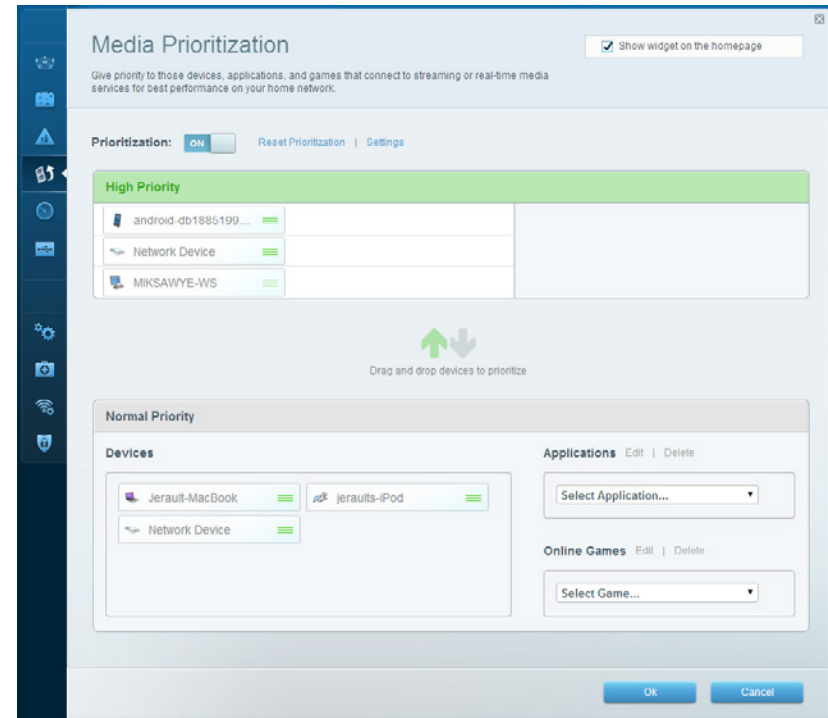 Media Prioritization
Show widget on the homepage
Give priority to those devices, applications, and games that connect to streaming or real-time media
services for best performance on your home network.
Prioritization: ON Reset Prioritization | Settings
High Priority
android-db1885199...
Network Device
MIKSAWYE-WS
Drag and drop devices to prioritize
Normal Priority
Devices
Jerault-MacBook
jeraults-iPod
Network Device
Applications Edit | Delete
Select Application...
Online Games Edit | Delete
Select Game...
Ok Cancel